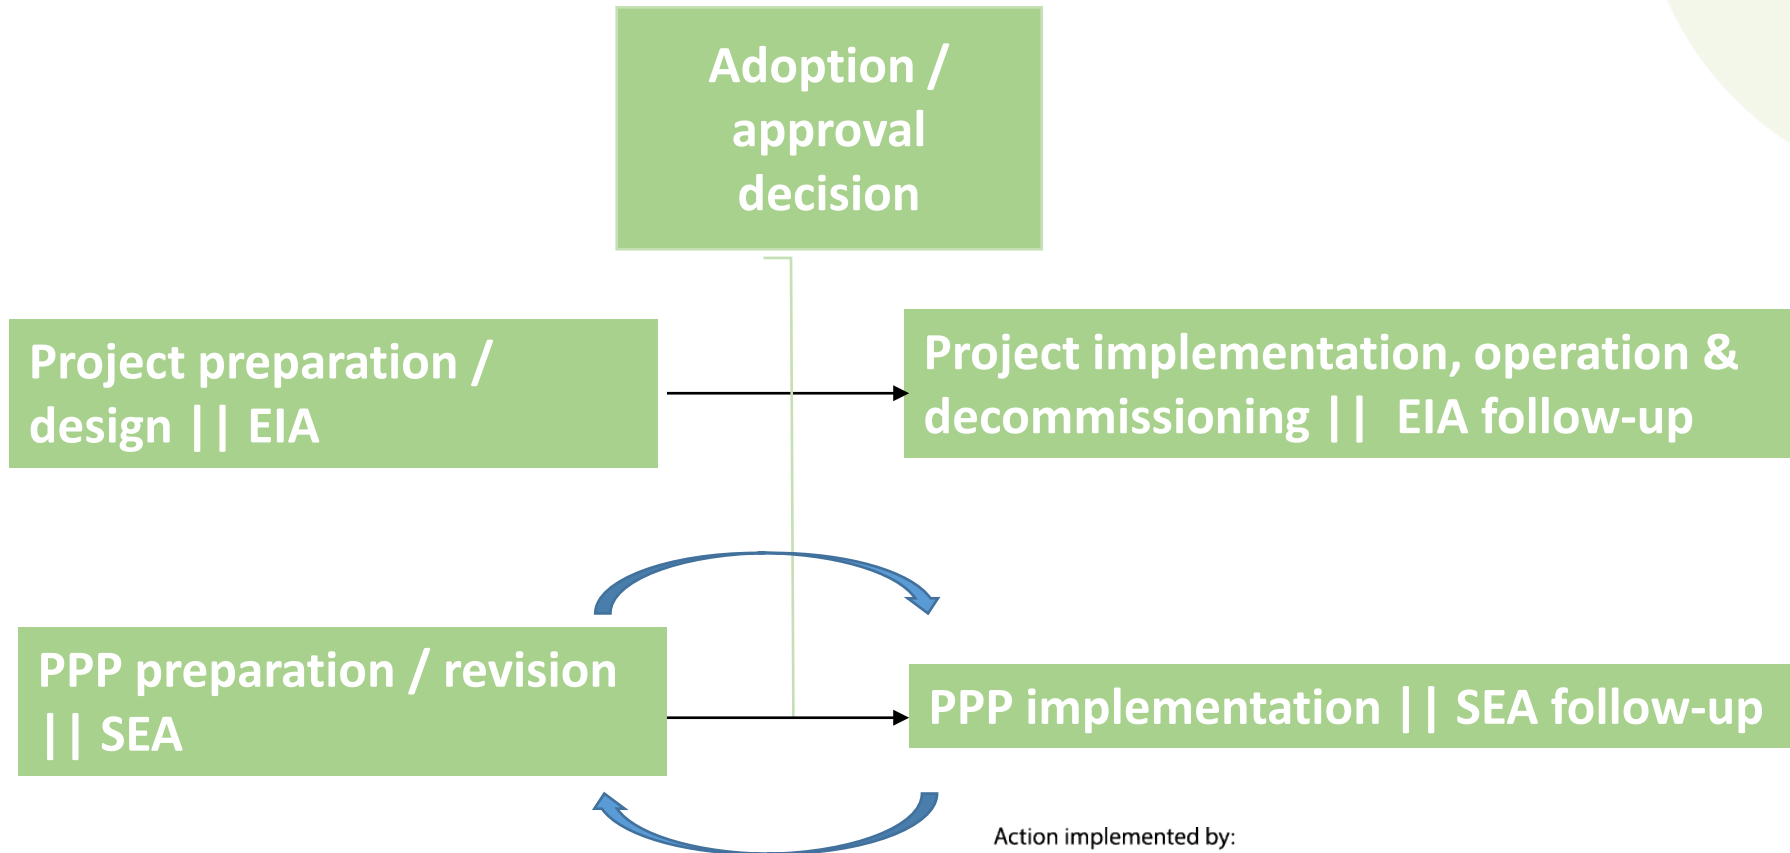 Adoption /
approval
decision
Project preparation /
design || EIA
Project implementation, operation &
decommissioning || EIA follow-up
PPP preparation / revision
|| SEA
PPP implementation || SEA follow-up
Action implemented by: